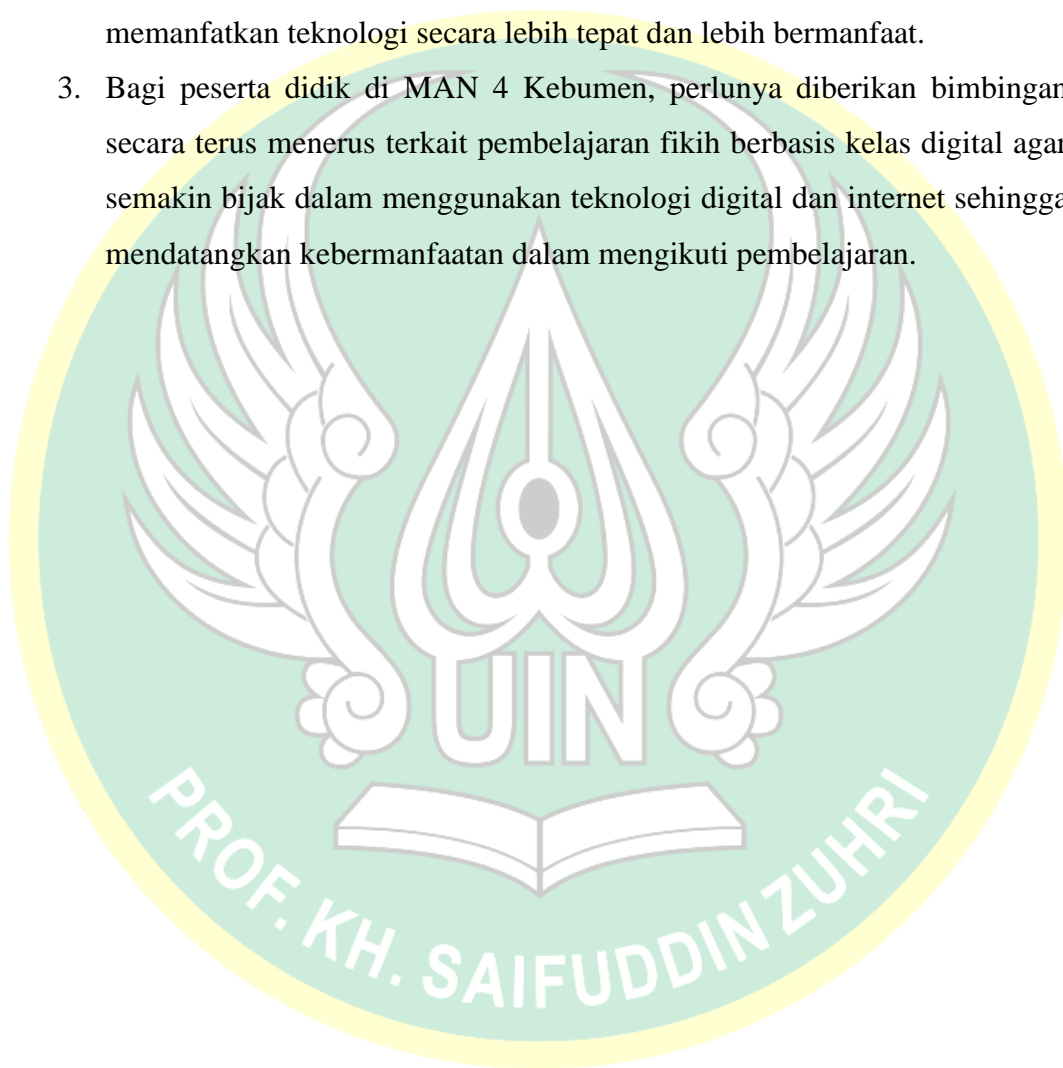 memanfatkan teknologi secara lebih tepat dan lebih bermanfaat.
3. Bagi peserta didik di MAN 4 Kebumen, perlunya diberikan bimbingan
secara terus menerus terkait pembelajaran fikih berbasis kelas digital agar
semakin bijak dalam menggunakan teknologi digital dan internet sehingga
mendatangkan kebermanfaatan dalam mengikuti pembelajaran.
UIN
PROF. KH. SAIFUDDIN ZUHRI